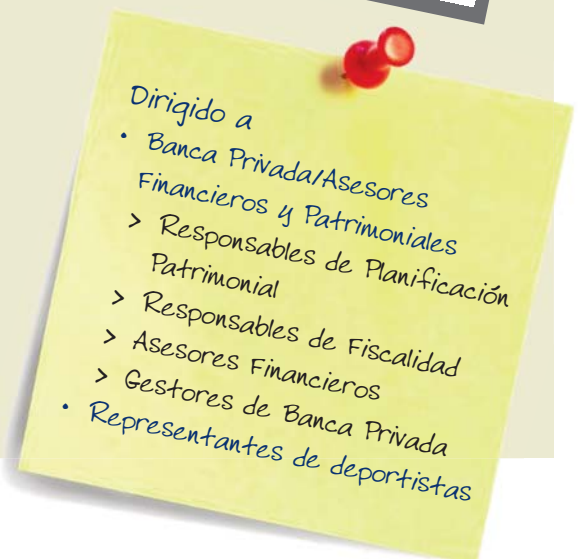 Dirigido a
• Banca Privada/Asesores
Financieros y Patrimoniales
> Responsables de Planificación
Patrimonial
> Responsables de Fiscalidad
> Asesores Financieros
> Gestores de Banca Privada
• Representantes de deportistas